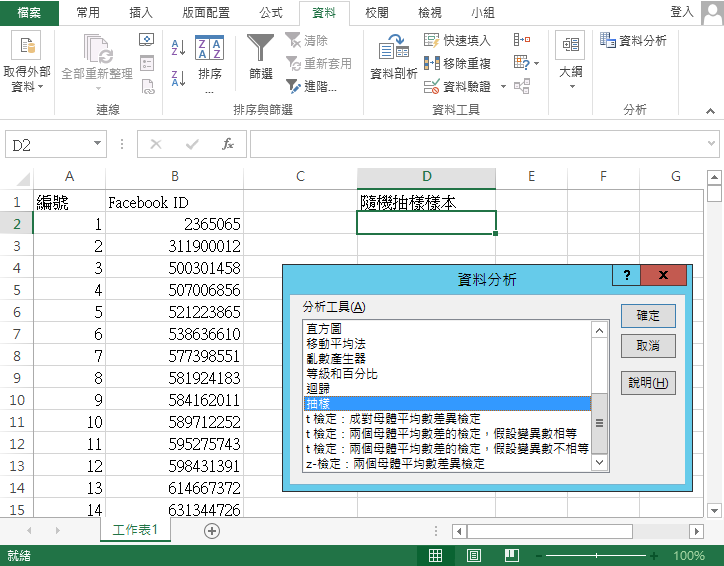 檔案 常用 插入 版面配置 公式 資料 校閱 檢視 小組 登入
取得外部
資料
全部重新整理
連線
排序
...
篩選
清除
重新套用
進階...
排序與篩選
資料剖析
快速填入
移除重複
資料驗證
資料工具
大綱
資料分析
分析
D2
fx
A B C D E F G
1 編號 Facebook ID 隨機抽樣樣本
2 1 2365065
3 2 311900012
4 3 500301458
5 4 507006856
6 5 521223865
7 6 538636610
8 7 577398551
9 8 581924183
10 9 584162011
11 10 589712252
12 11 595275743
13 12 598431391
14 13 614667372
15 14 631344726
資料分析
? x
分析工具(A)
直方圖
移動平均法
亂數產生器
等級和百分比
迴歸
抽樣
t 檢定：成對母體平均數差異檢定
t 檢定：兩個母體平均數差的檢定，假設變異數相等
t 檢定：兩個母體平均數差的檢定，假設變異數不相等
z-檢定：兩個母體平均數差異檢定
確定
取消
說明(H)
工作表1
就緒
100%